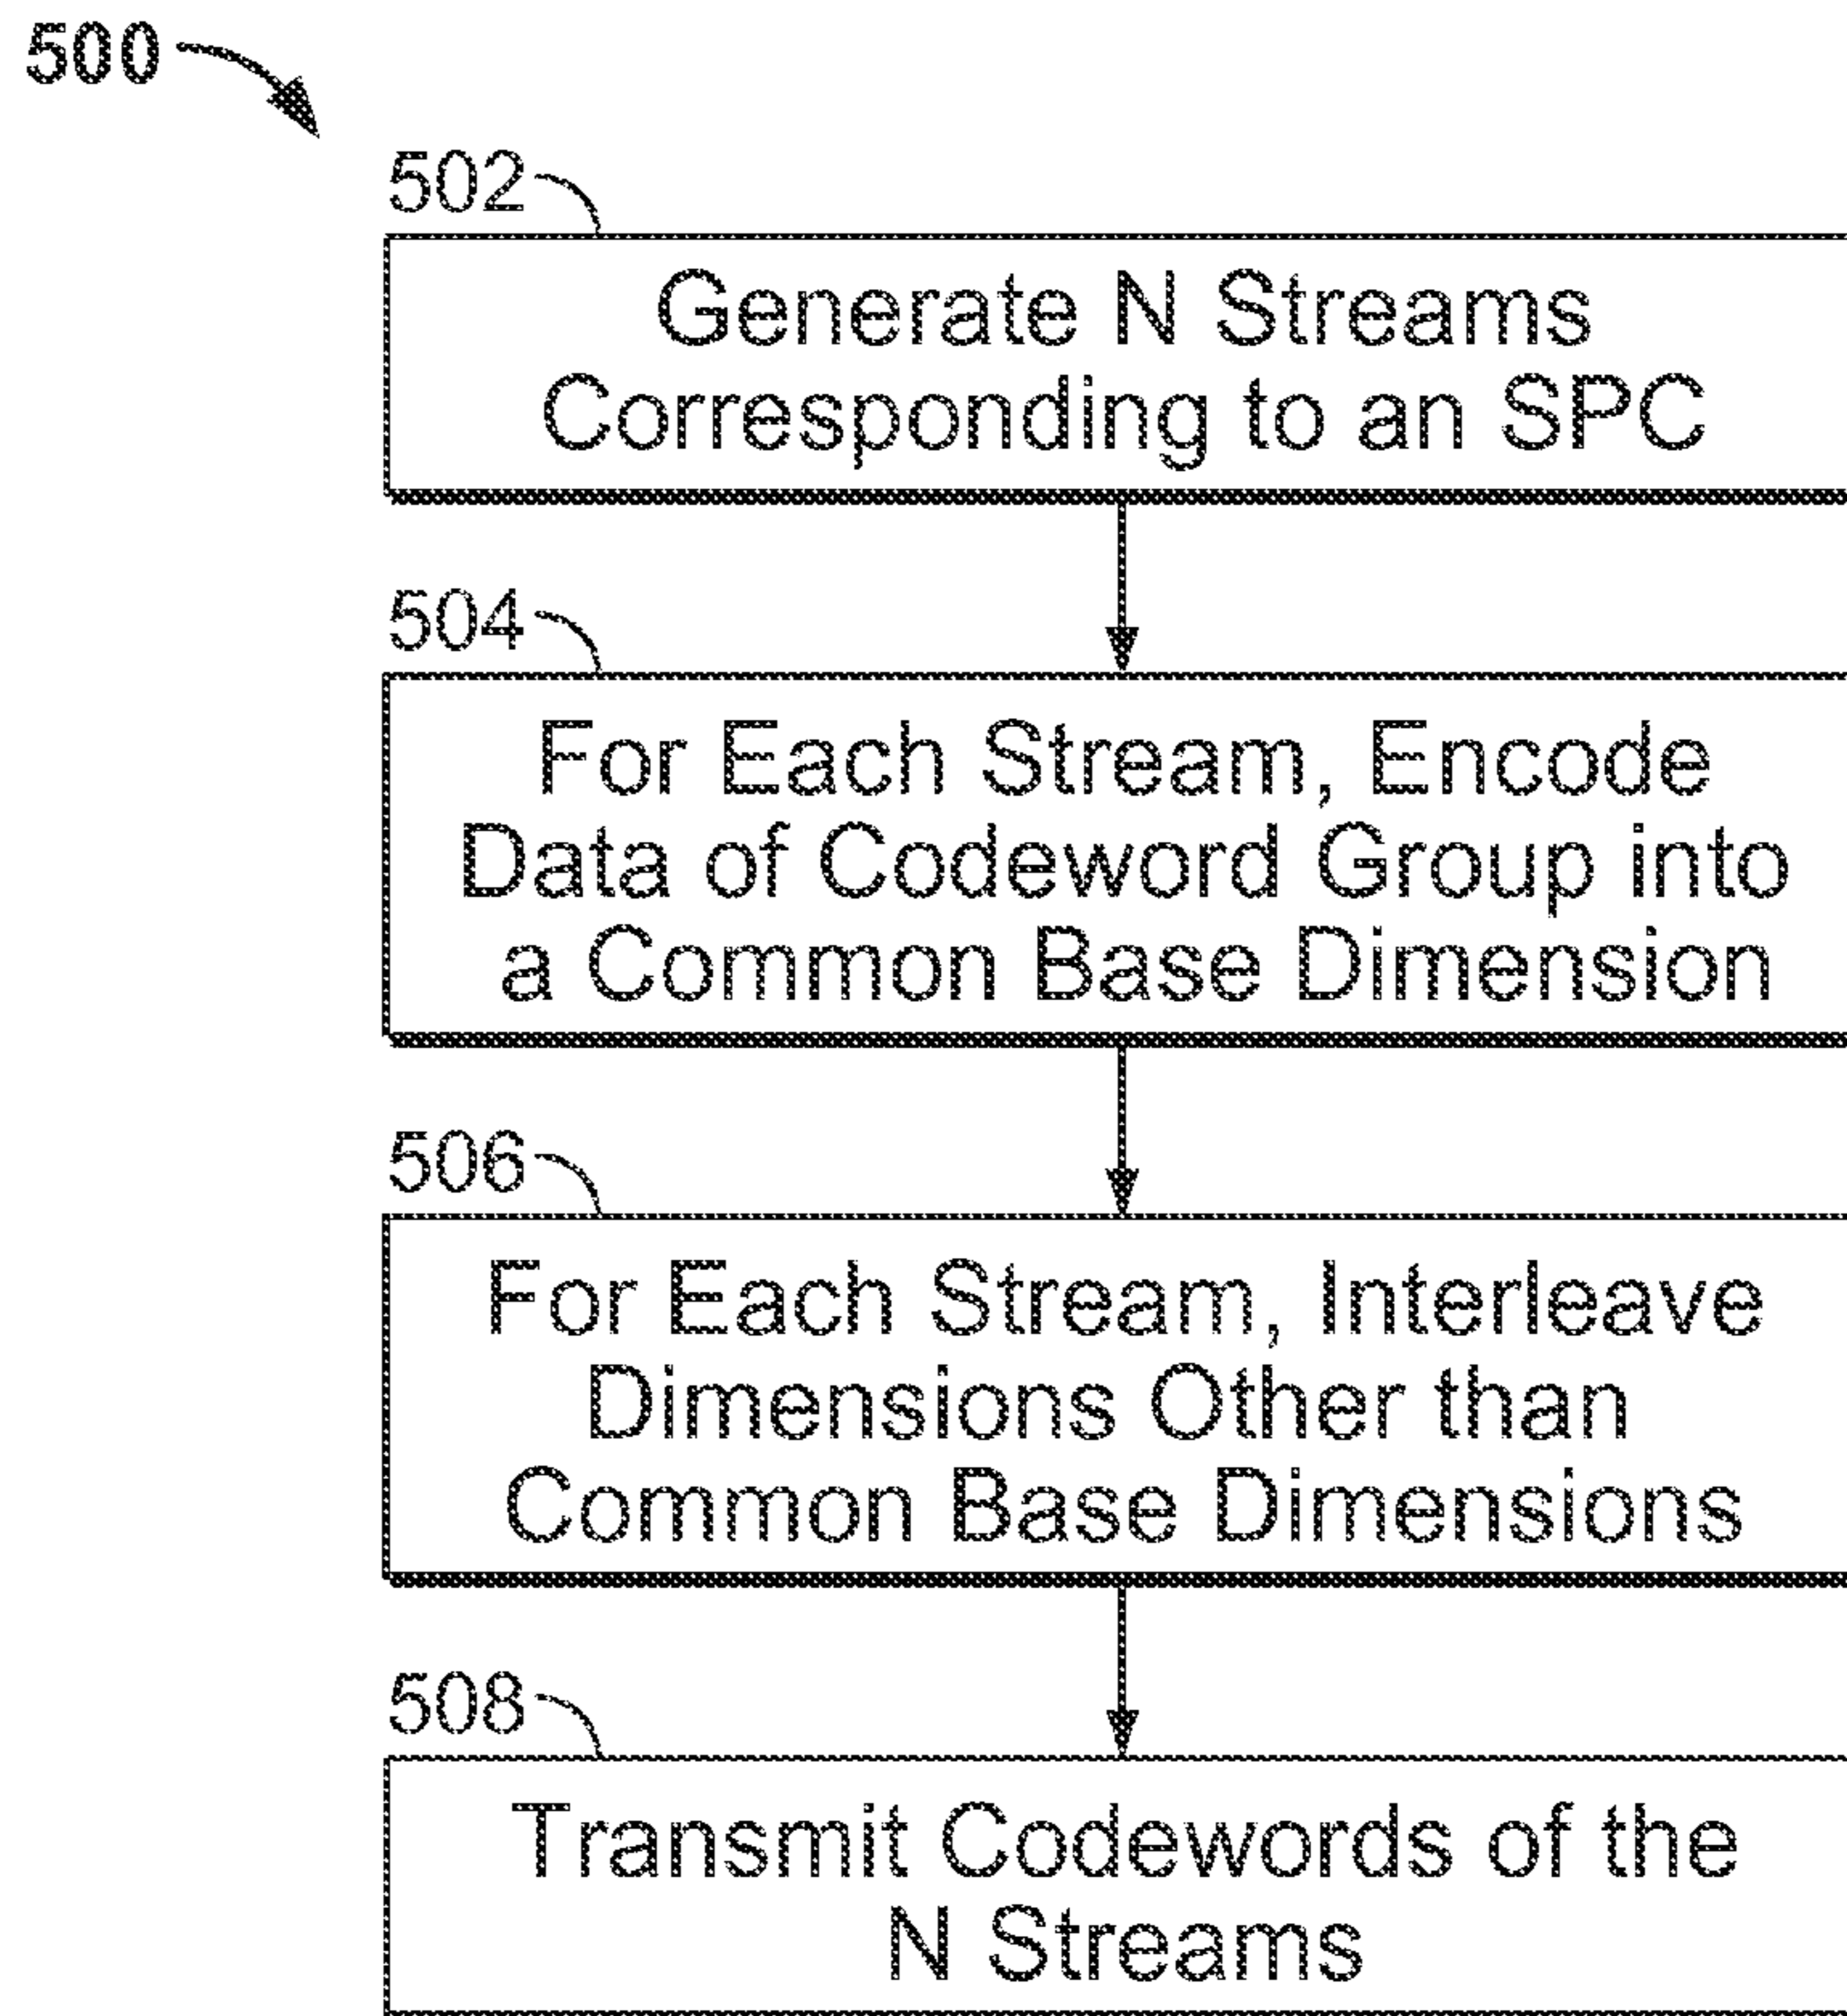 500
502
Generate N Streams
Corresponding to an SPC
504
For Each Stream, Encode
Data of Codeword Group into
a Common Base Dimension
506
For Each Stream, Interleave
Dimensions Other than
Common Base Dimensions
508
Transmit Codewords of the
N Streams